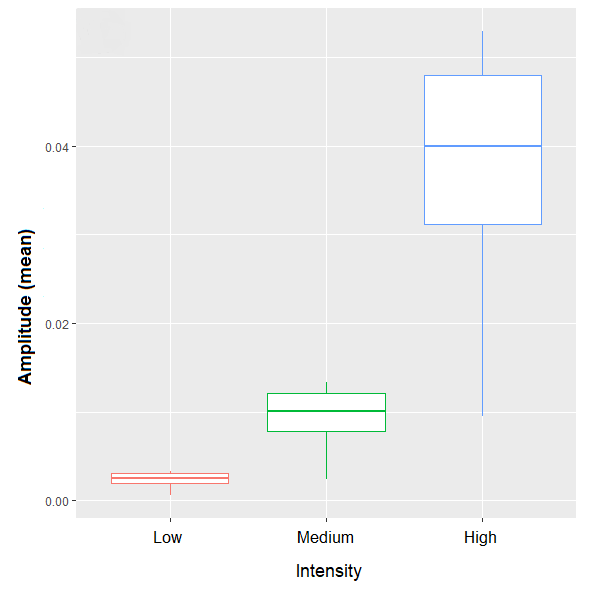 Amplitude (mean)
0.04
0.02
0.00
Low Medium High
Intensity